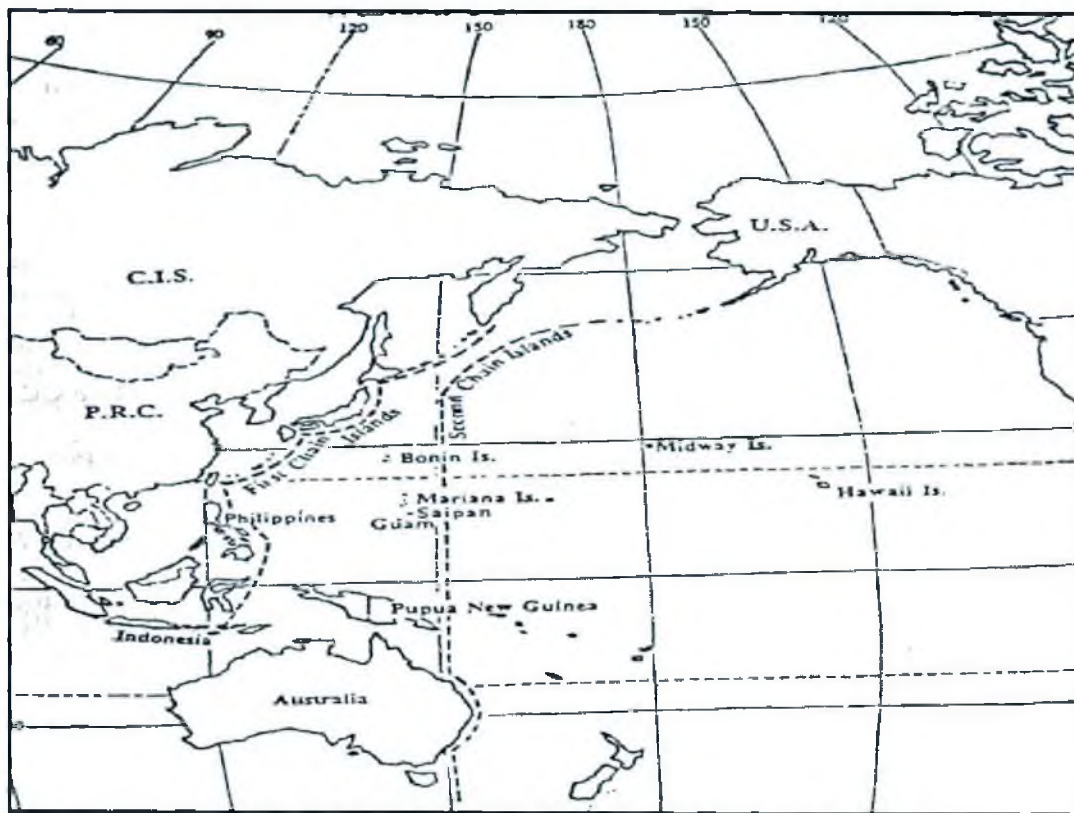 60
90
120
150
180
150
120
U.S.A.
C.I.S.
Second Chain Islands
P.R.C.
First Chain Islands
Bonin Is.
Midway Is.
Mariana Is.
Hawaii Is.
Saipan
Philippines
Guam
Pupua New Guinea
Indonesia
Australia